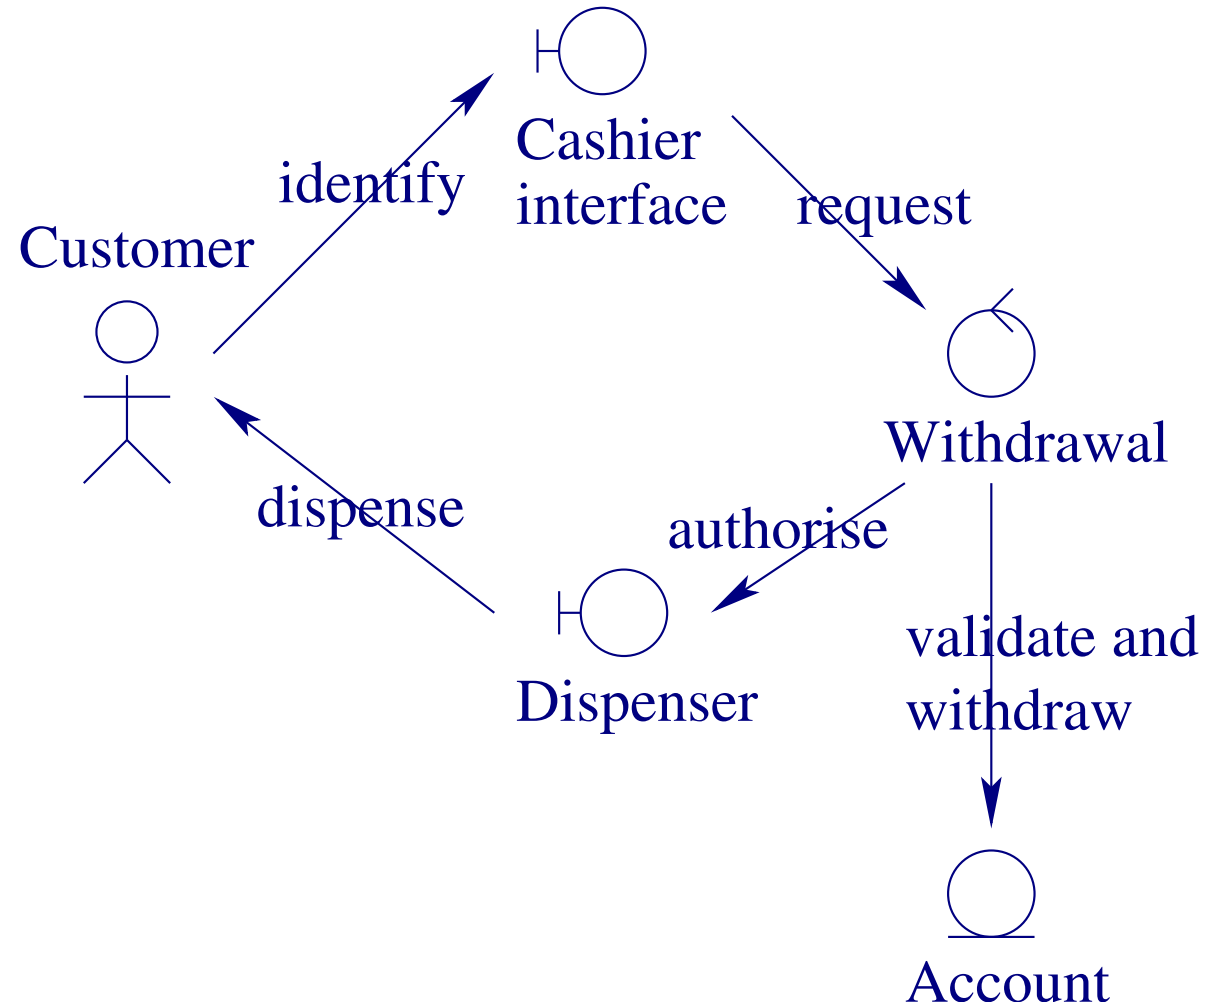 Cashier
interface
identify
request
Customer
Withdrawal
dispense
authorise
validate and
withdraw
Dispenser
Account